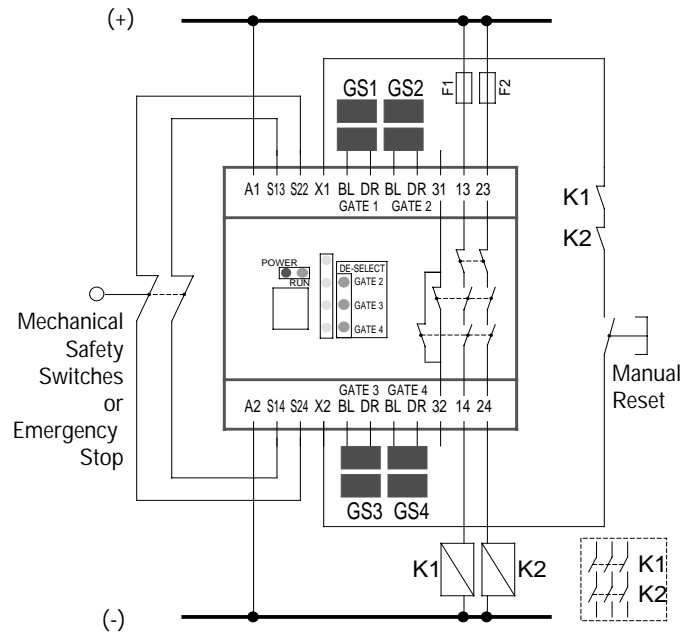 (+)
GS1 GS2
F1
F2
A1 S13 S22 X1 BL DR BL DR 31 13 23
GATE 1 GATE 2
K1
K2
POWER
RUN
DE-SELECT
GATE 2
GATE 3
GATE 4
Mechanical
Safety
Switches
or
Emergency
Stop
Manual
Reset
GATE 3 GATE 4
A2 S14 S24 X2 BL DR BL DR 32 14 24
GS3 GS4
K1 K2
K1
K2
(-)